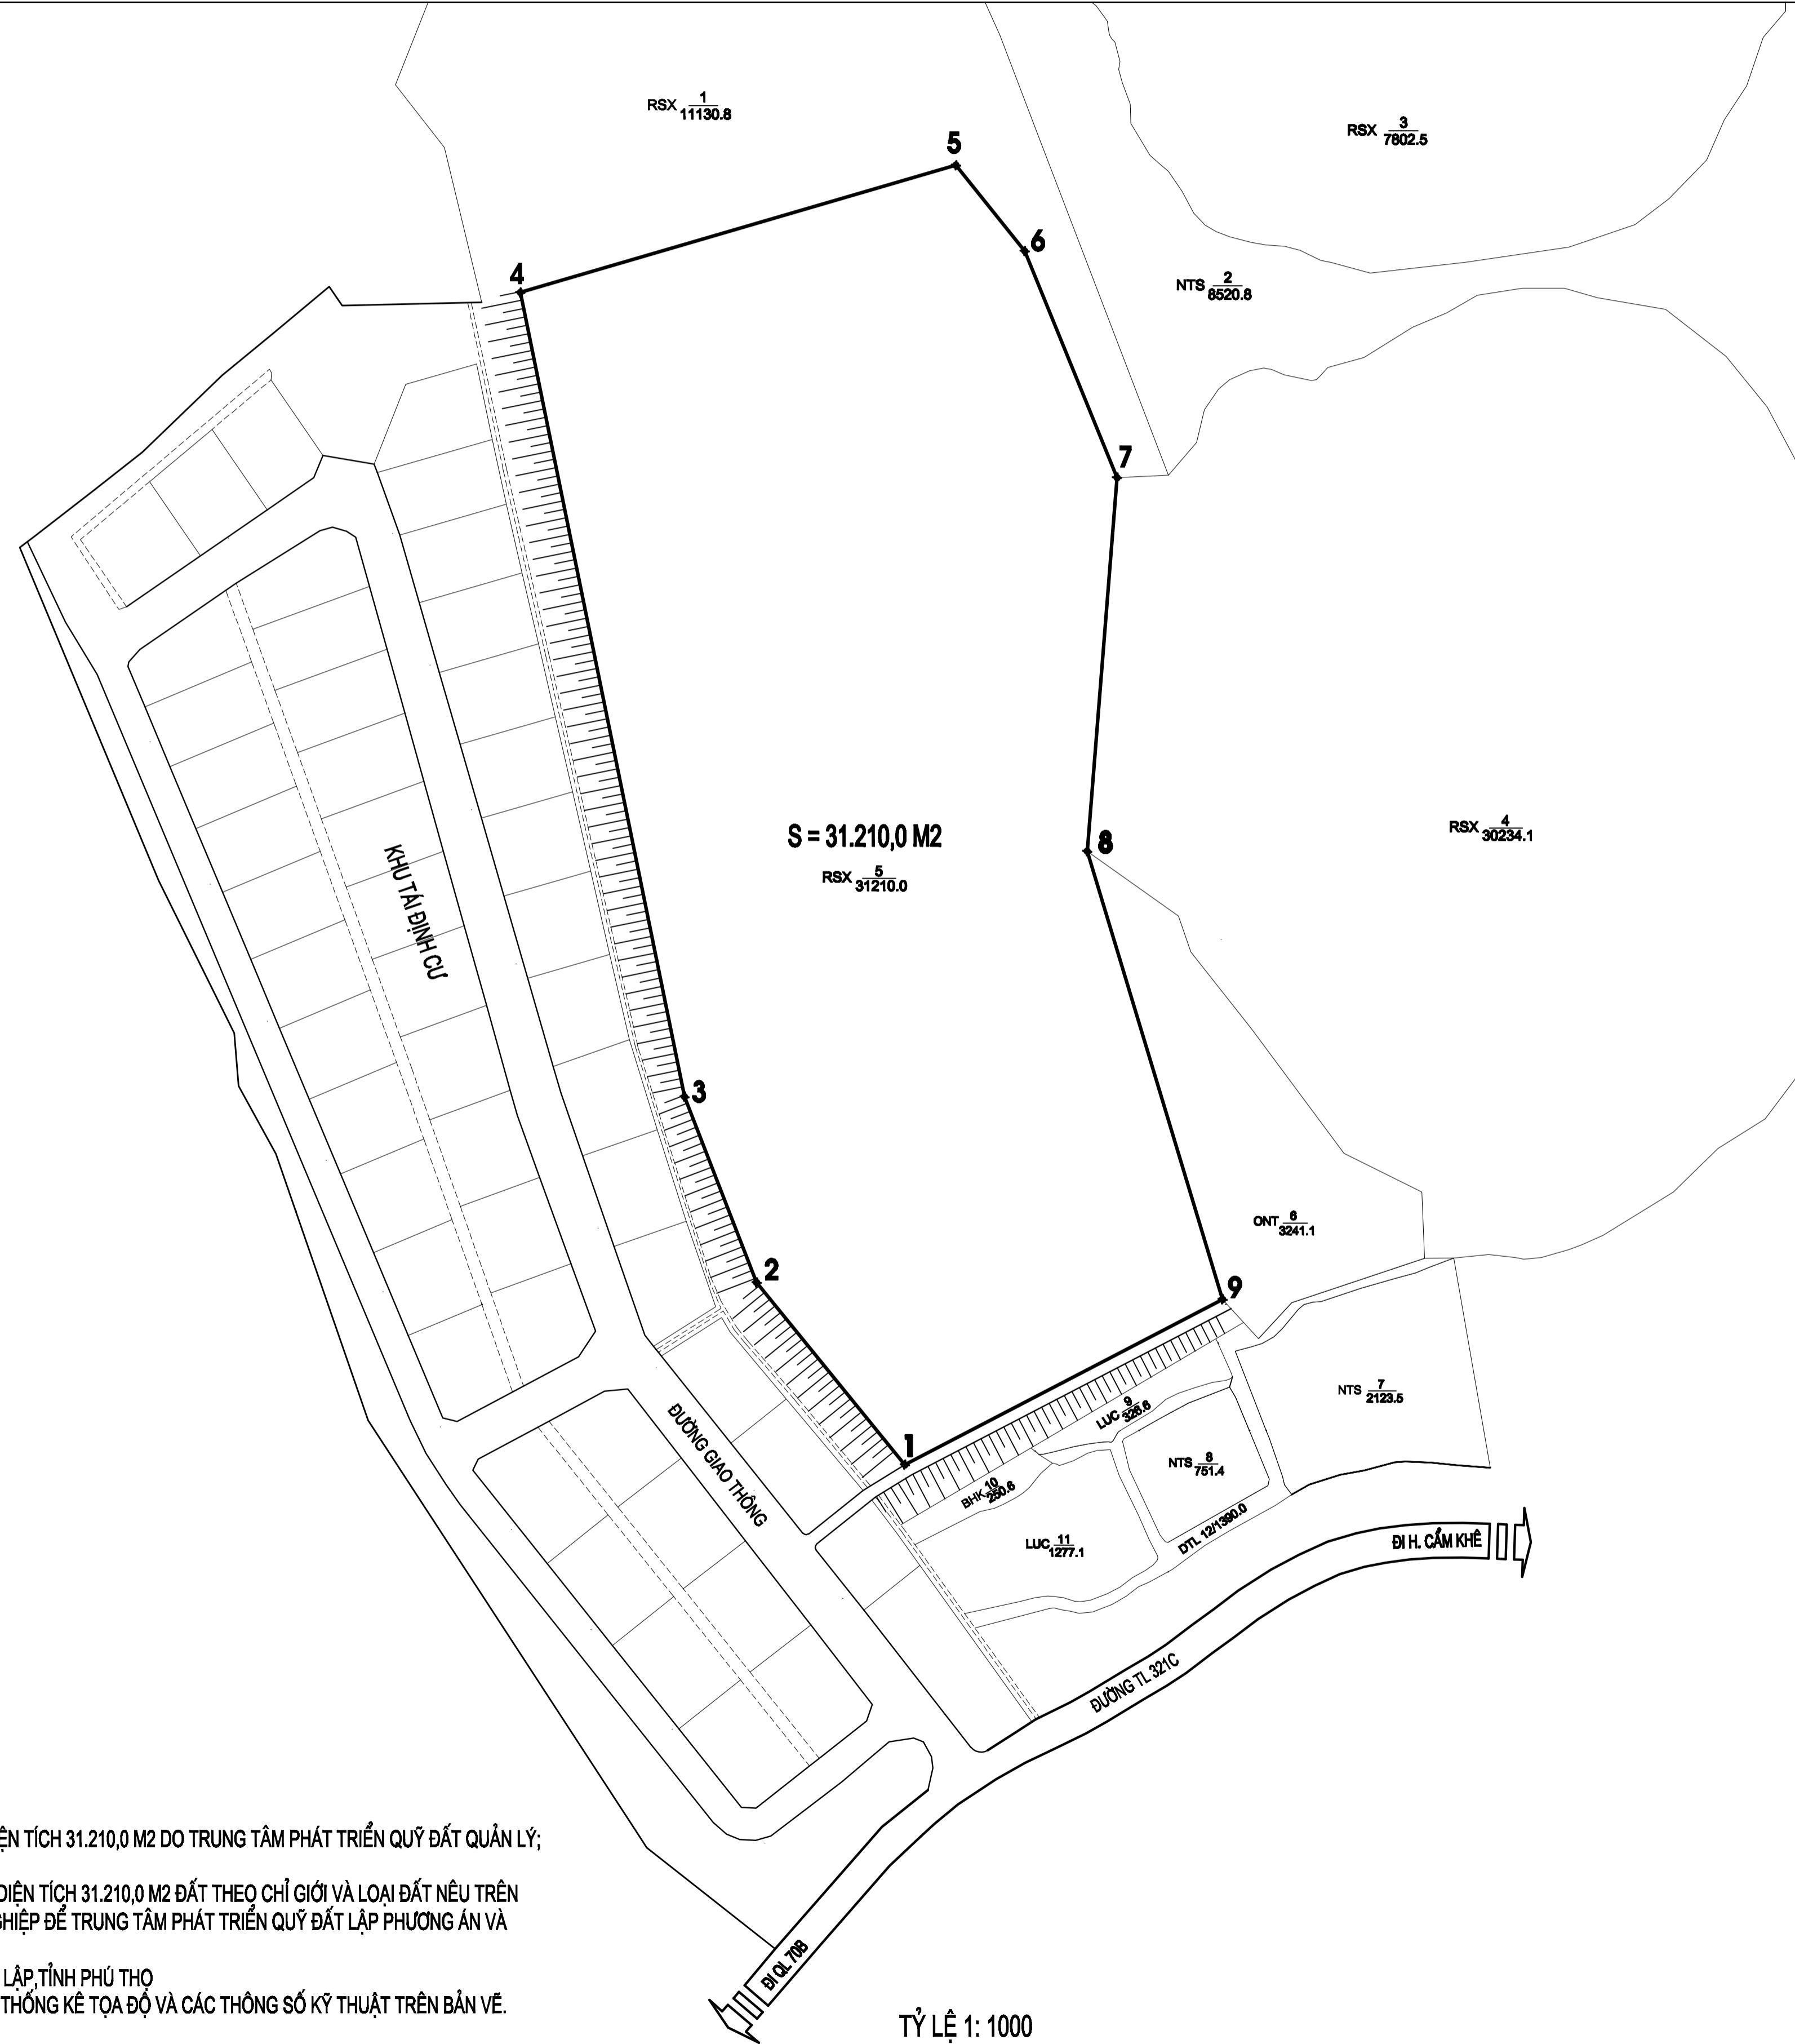 RSX 1
11130.8
RSX 3
7802.5
5
6
NTS 2
8520.8
4
7
S = 31.210,0 M2
RSX 5
31210.0
RSX 4
30234.1
8
KHU TÁI ĐỊNH CƯ
3
ONT 6
3241.1
2
9
NTS 7
2123.5
LUC 9
326.6
ĐƯỜNG GIAO THÔNG
1
NTS 8
751.4
BHK 10
250.6
DTL 12/1390.0
LUC 11
1277.1
ĐI H. CẨM KHÊ
ĐƯỜNG TL 321C
ỆN TÍCH 31.210,0 M2 DO TRUNG TÂM PHÁT TRIỂN QUỸ ĐẤT QUẢN LÝ;
DIỆN TÍCH 31.210,0 M2 ĐẤT THEO CHỈ GIỚI VÀ LOẠI ĐẤT NÊU TRÊN
GHIỆP ĐỂ TRUNG TÂM PHÁT TRIỂN QUỸ ĐẤT LẬP PHƯƠNG ÁN VÀ
LẬP,TỈNH PHÚ THỌ
THỐNG KÊ TỌA ĐỘ VÀ CÁC THÔNG SỐ KỸ THUẬT TRÊN BẢN VẼ.
ĐI QL 70B
TỶ LỆ 1: 1000